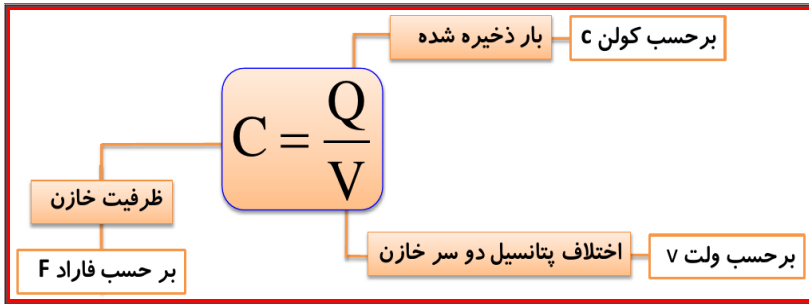 بار ذخیره شده
برحسب کولن c
C = Q/V
ظرفیت خازن
بر حسب فاراد F
اختلاف پتانسیل دو سر خازن
برحسب ولت v